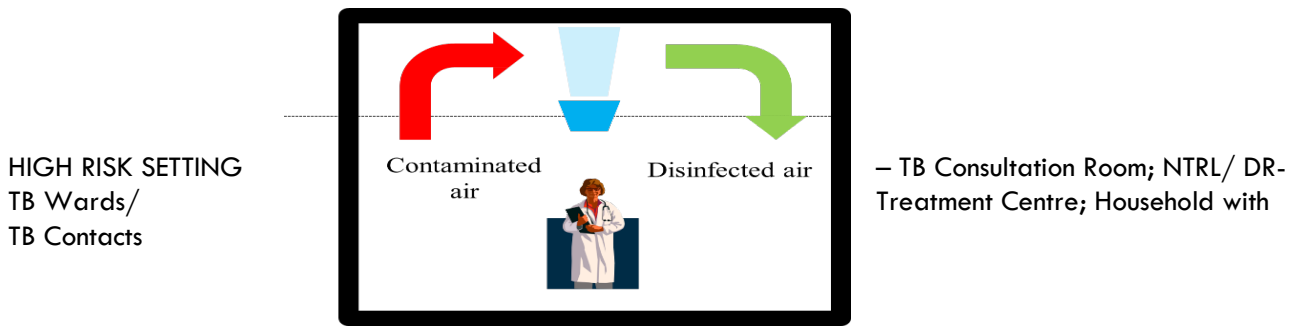 HIGH RISK SETTING
TB Wards/
TB Contacts
Contaminated
air
Disinfected air
– TB Consultation Room; NTRL/ DR-
Treatment Centre; Household with